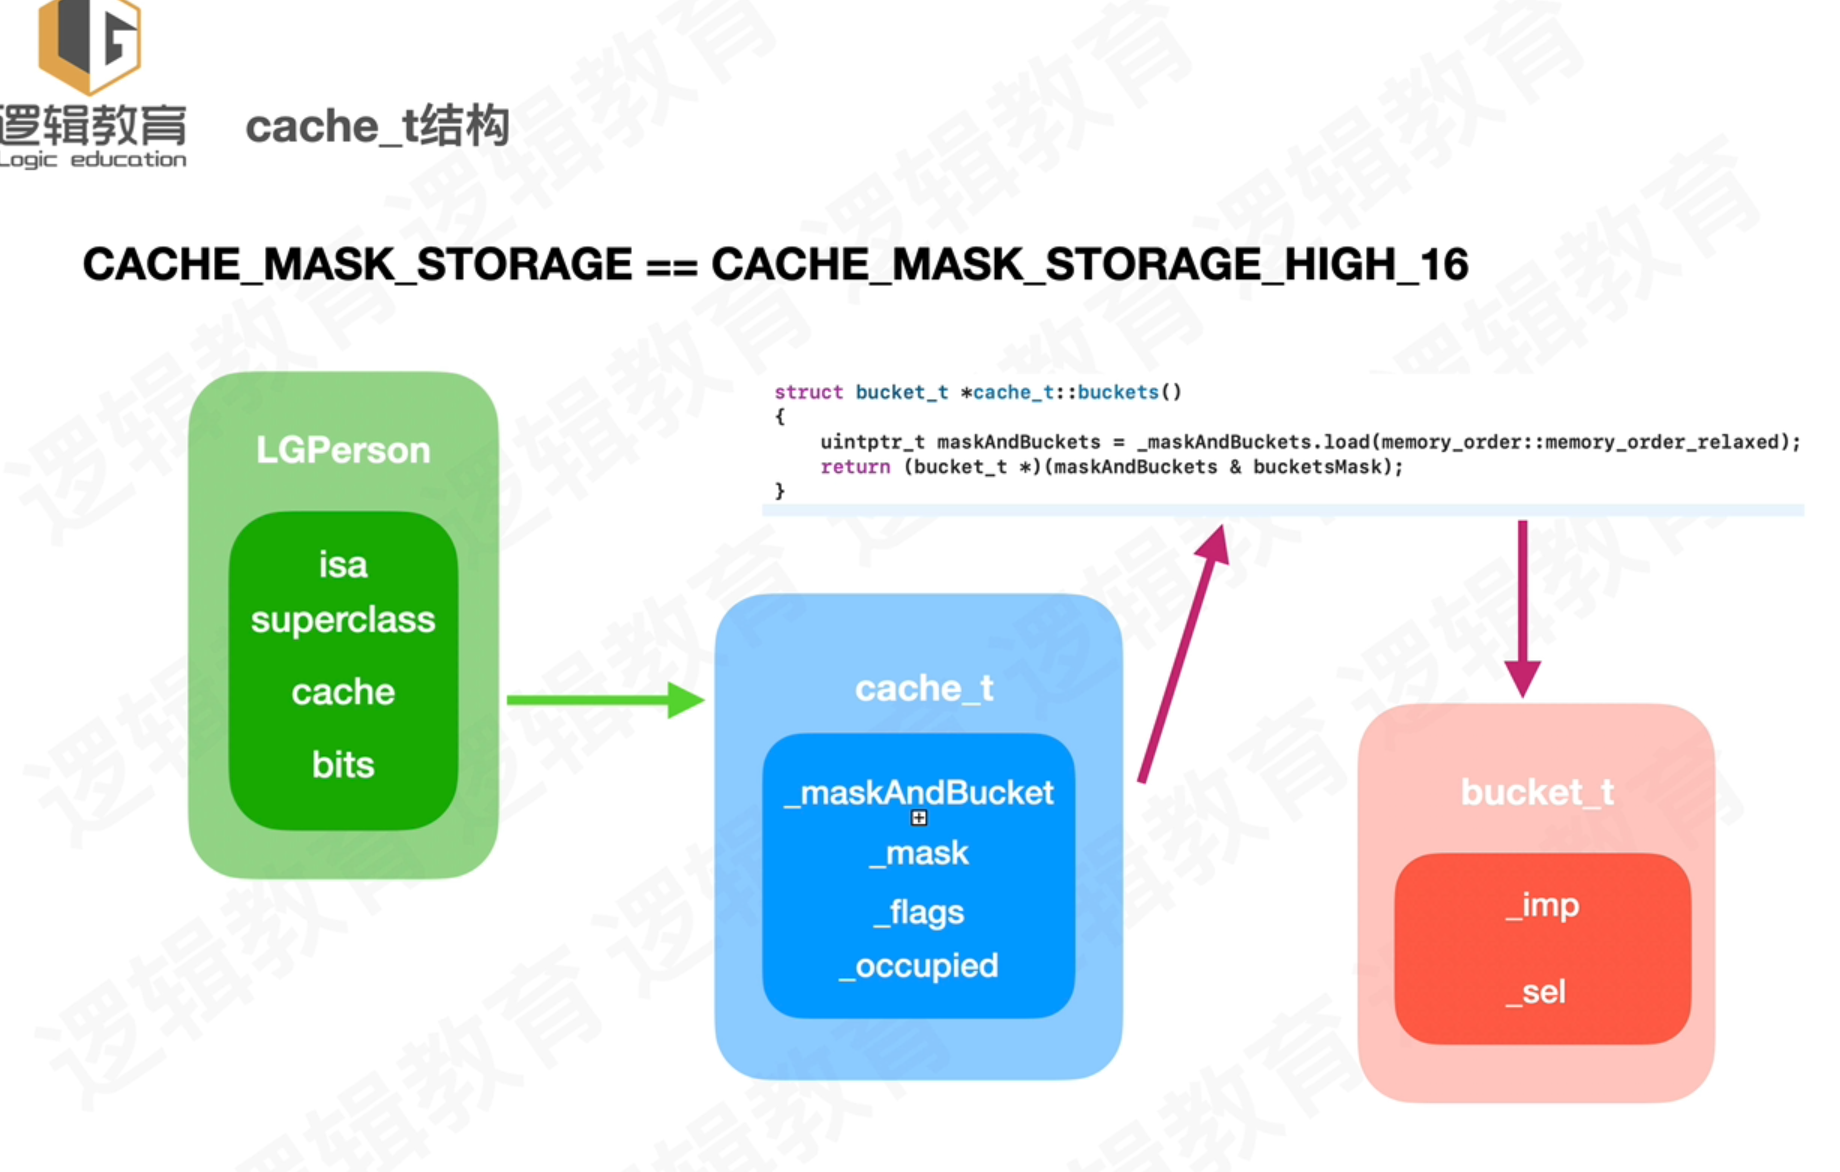 逻辑教育
Logic education
cache_t结构
CACHE_MASK_STORAGE == CACHE_MASK_STORAGE_HIGH_16
struct bucket_t *cache_t::buckets()
{
    uintptr_t maskAndBuckets = _maskAndBuckets.load(memory_order::memory_order_relaxed);
    return (bucket_t *)(maskAndBuckets & bucketsMask);
}
LGPerson
isa
superclass
cache
bits
cache_t
_maskAndBucket
_mask
_flags
_occupied
bucket_t
_imp
_sel